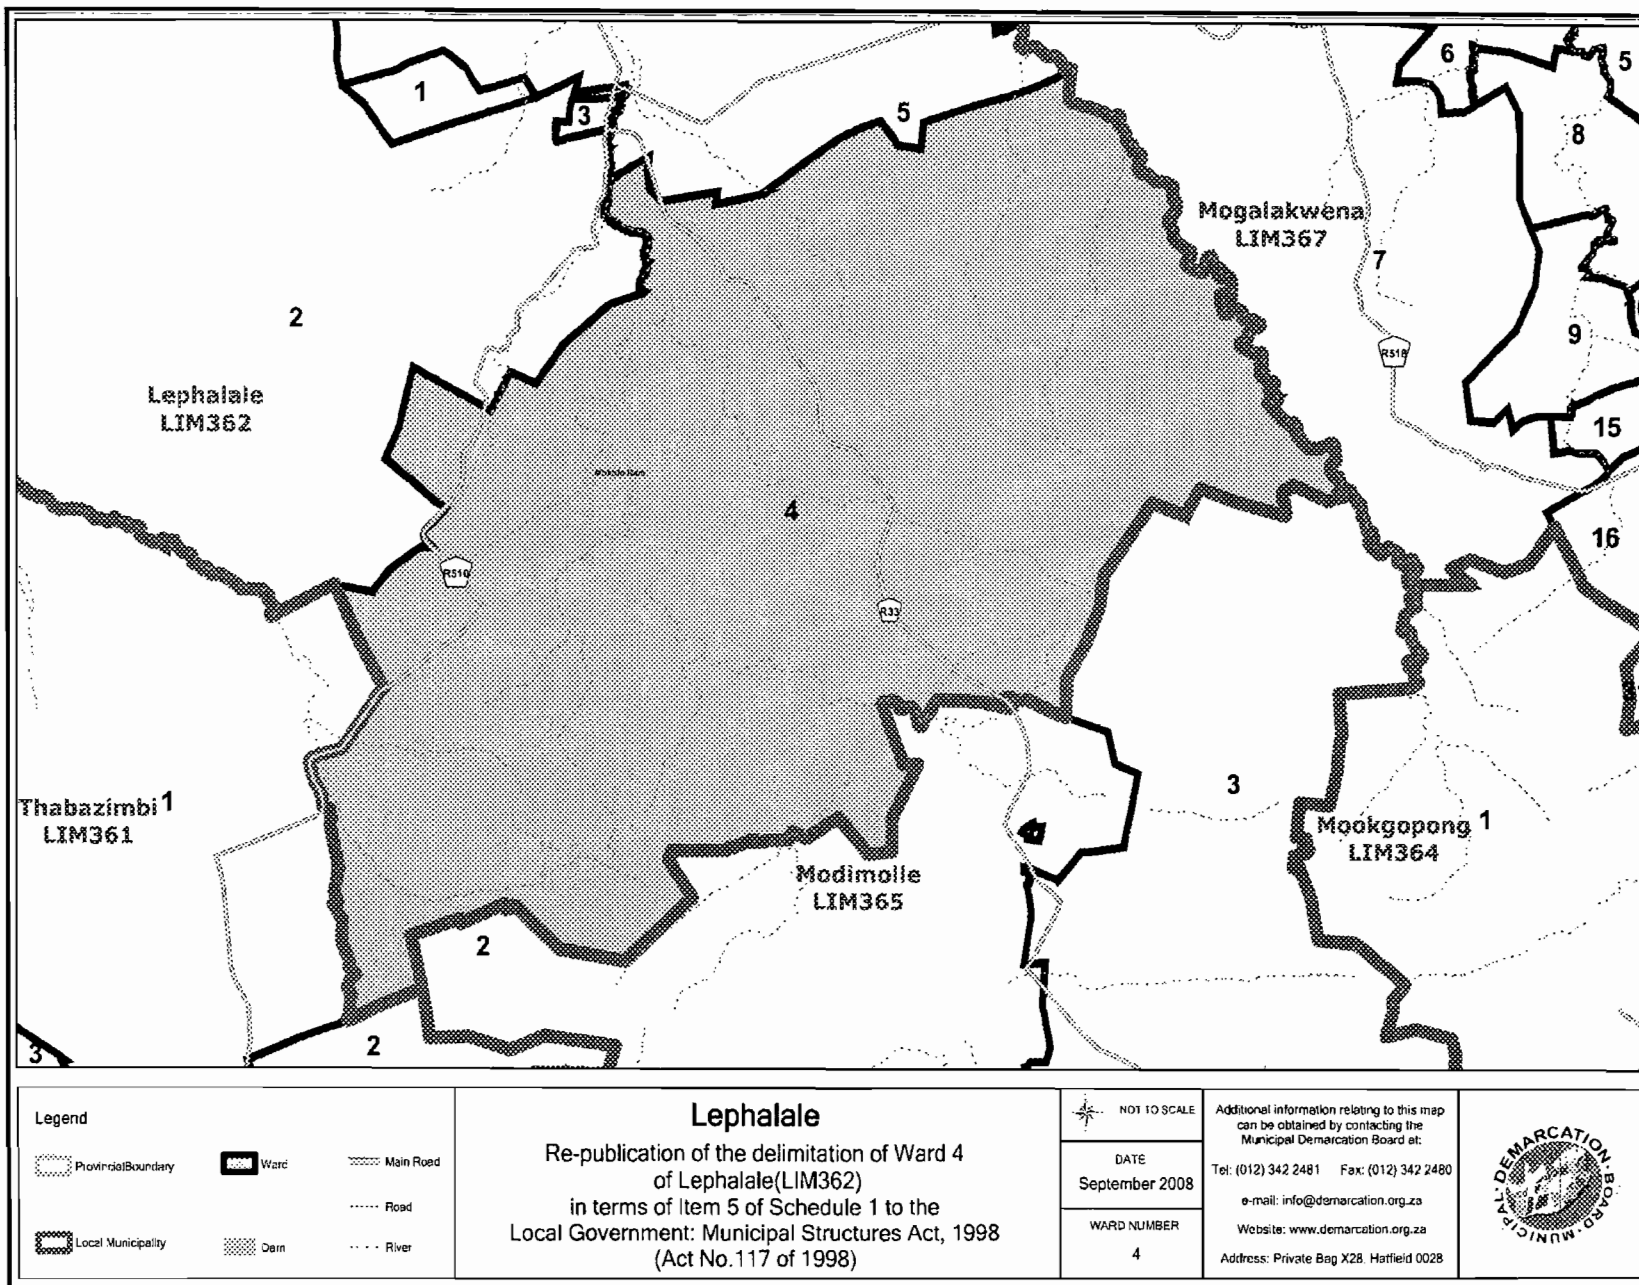 1
3
5
6
5
8
Mogalakwena
LIM367
7
2
9
R518
Lephalale
LIM362
15
Mokolo Dam
4
16
R510
R33
3
Thabazimbi 1
LIM361
Mookgopong 1
LIM364
Modimolle
LIM365
2
2
3
Legend
ProvincialBoundary
Ward
Main Road
Road
Local Municipality
Dam
River
Lephalale
Re-publication of the delimitation of Ward 4
of Lephalale(LIM362)
in terms of Item 5 of Schedule 1 to the
Local Government: Municipal Structures Act, 1998
(Act No.117 of 1998)
NOT TO SCALE
DATE
September 2008
WARD NUMBER
4
Additional information relating to this map
can be obtained by contacting the
Municipal Demarcation Board at:
Tel: (012) 342 2481 Fax: (012) 342 2480
e-mail: info@demarcation.org.za
Website: www.demarcation.org.za
Address: Private Bag X28, Hatfield 0028
MUNICIPAL DEMARCATION BOARD